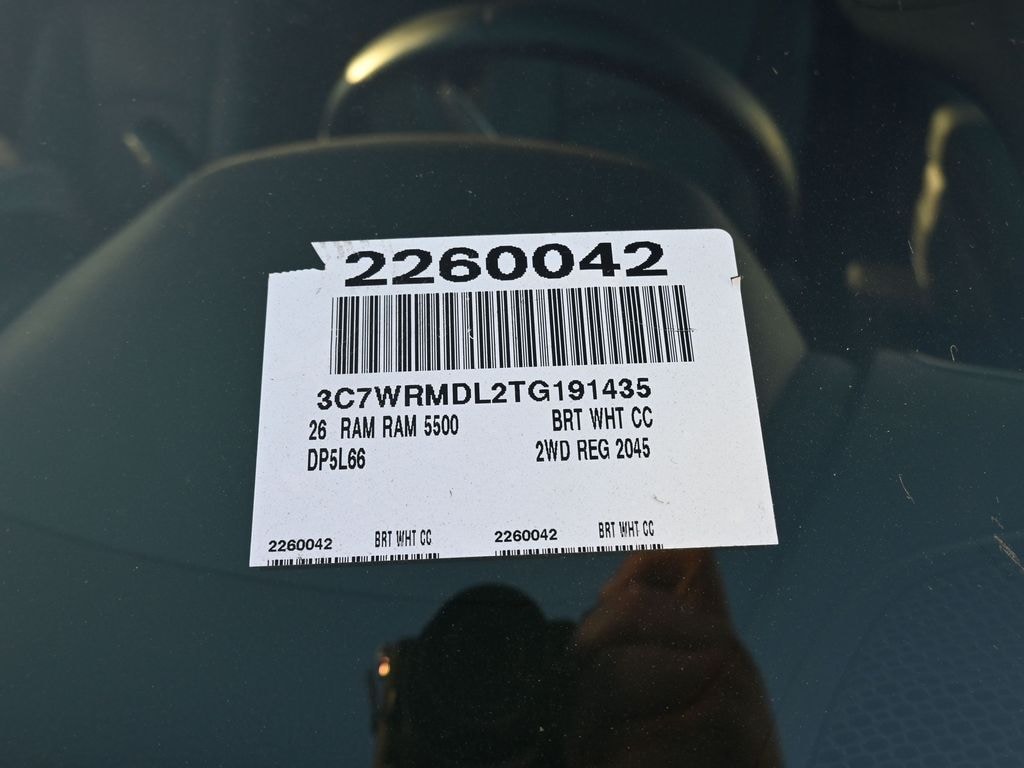 2260042
3C7WRMDL2TG191435
26 RAM RAM 5500 BRT WHT CC
DP5L66 2WD REG 2045
2260042 BRT WHT CC 2260042 BRT WHT CC